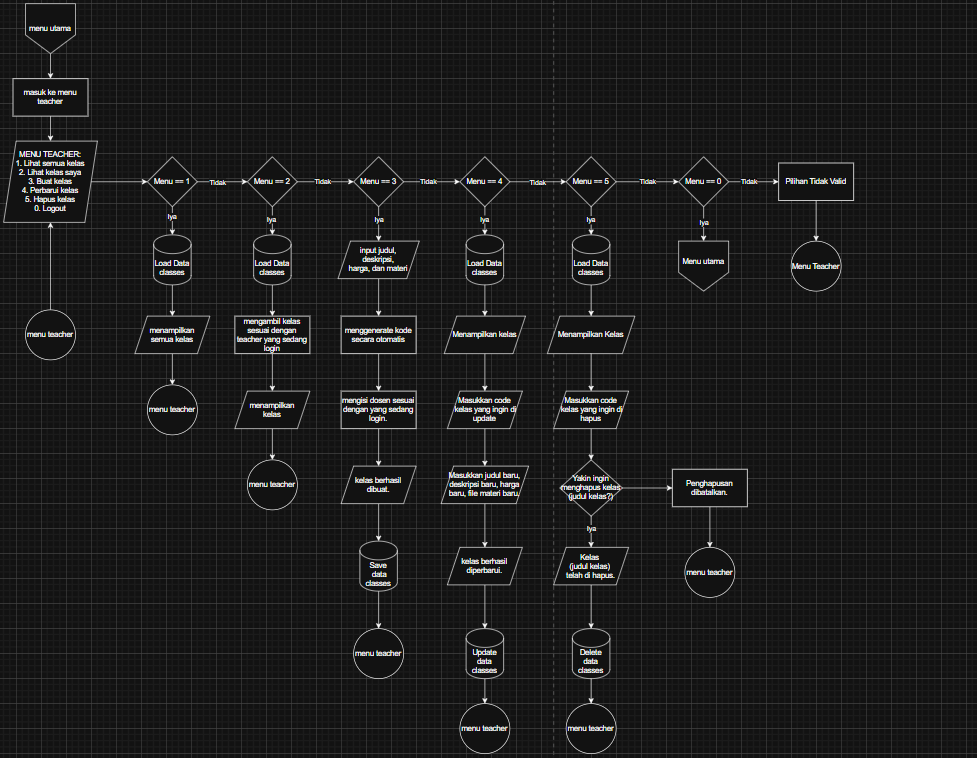 menu utama
masuk ke menu
teacher
MENU TEACHER:
1. Lihat semua kelas
2. Lihat kelas saya
3. Buat kelas
4. Perbarui kelas
5. Hapus kelas
0. Logout
menu teacher
Menu == 1
Tidak
Menu == 2
Tidak
Menu == 3
Tidak
Menu == 4
Tidak
Menu == 5
Tidak
Menu == 0
Tidak
Pilihan Tidak Valid
Menu Teacher
Iya
Load Data
classes
menampilkan
semua kelas
menu teacher
Iya
Load Data
classes
mengambil kelas
sesuai dengan
teacher yang sedang
login
menampilkan
kelas
menu teacher
Iya
input judul,
deskripsi,
harga, dan materi
menggenerate kode
secara otomatis
mengisi dosen sesuai
dengan yang sedang
login.
kelas berhasil
dibuat.
Save
data
classes
menu teacher
Iya
Load Data
classes
Menampilkan kelas
Masukkan code
kelas yang ingin di
update
Masukkan judul baru,
deskripsi baru, harga
baru, file materi baru
kelas berhasil
diperbarui.
Update
data
classes
menu teacher
Iya
Load Data
classes
Menampilkan Kelas
Masukkan code
kelas yang ingin di
hapus
Yakin ingin
menghapus kelas
(judul kelas?)
Penghapusan
dibatalkan.
menu teacher
Iya
Kelas
(judul kelas)
telah di hapus.
Delete
data
classes
menu teacher
Iya
Menu utama